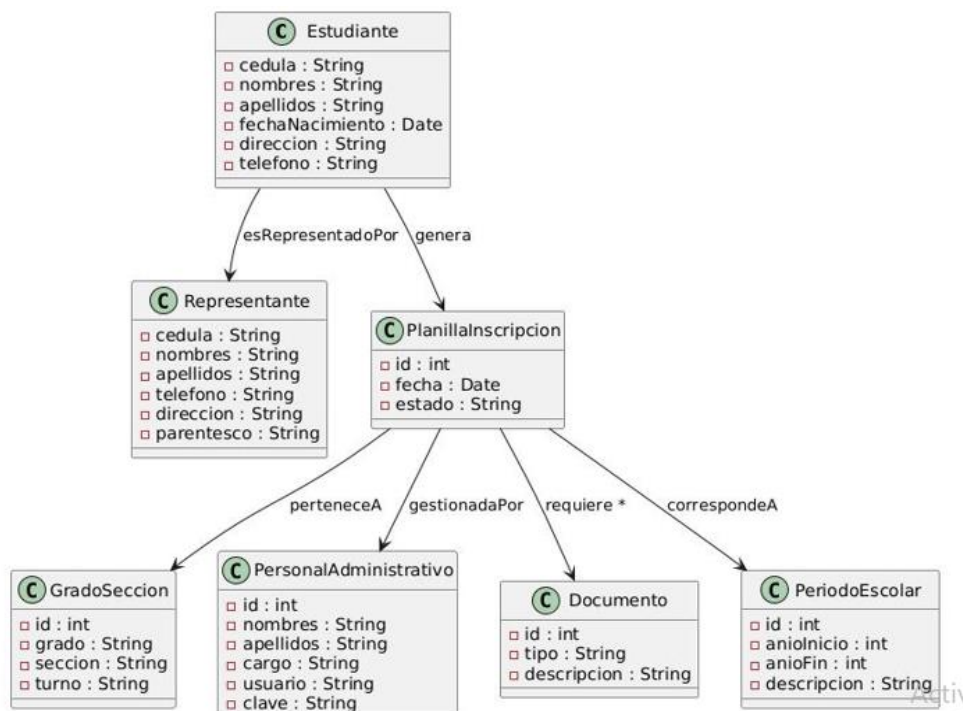 C Estudiante
cedula : String
nombres : String
apellidos : String
fechaNacimiento : Date
direccion : String
telefono : String
esRepresentadoPor
genera
C Representante
cedula : String
nombres : String
apellidos : String
telefono : String
direccion : String
parentesco : String
C PlanillaInscripcion
id : int
fecha : Date
estado : String
perteneceA
gestionadaPor
requiere *
correspondeA
C GradoSeccion
id : int
grado : String
seccion : String
turno : String
C PersonalAdministrativo
id : int
nombres : String
apellidos : String
cargo : String
usuario : String
clave : String
C Documento
id : int
tipo : String
descripcion : String
C PeriodoEscolar
id : int
anioInicio : int
anioFin : int
descripcion : String
Activ